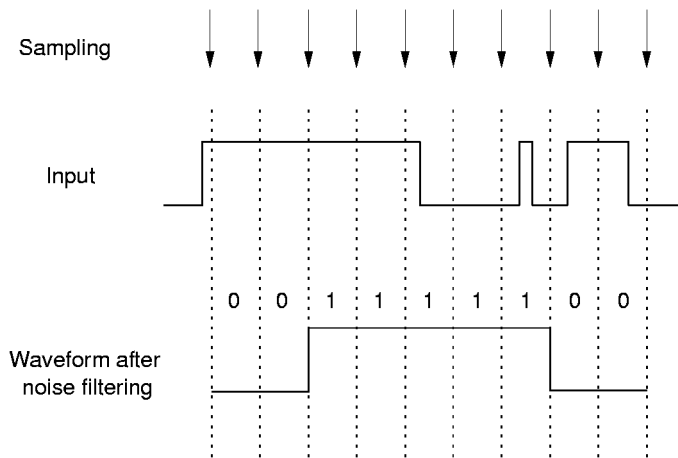 Sampling
Input
0 0 1 1 1 1 1 0 0
Waveform after
noise filtering